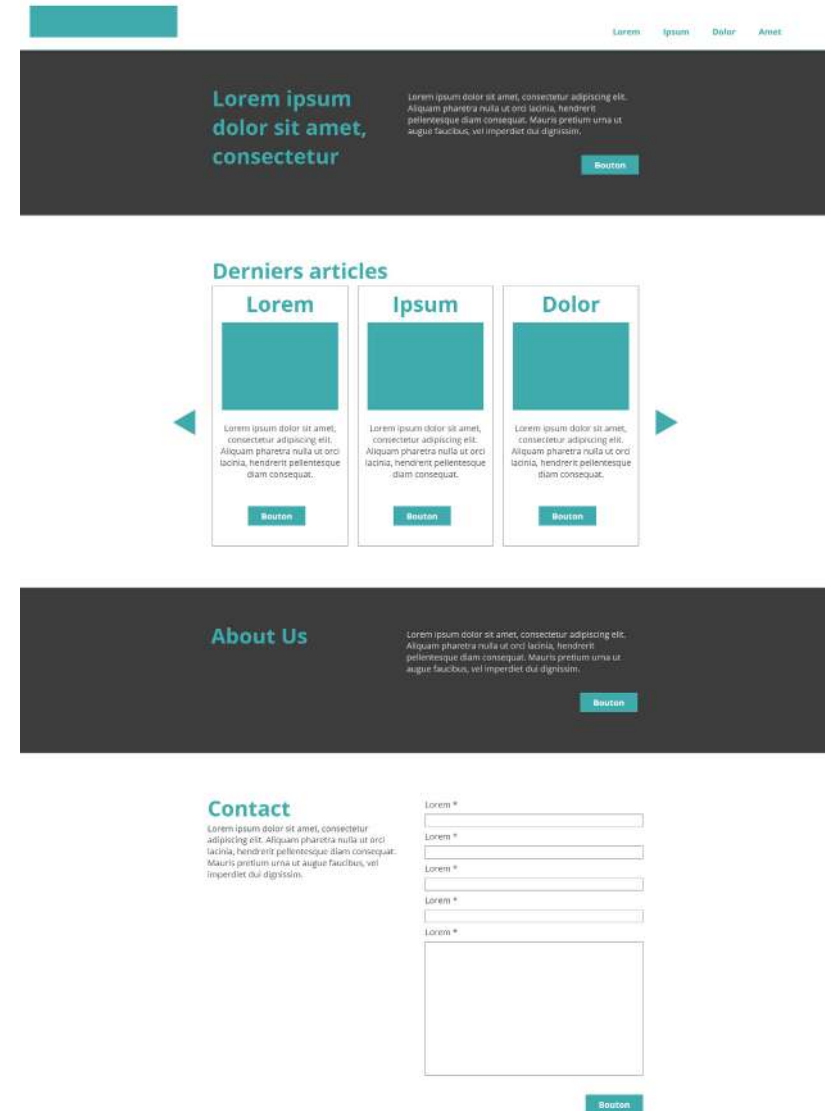 Lorem Ipsum Dolor Amet
Lorem ipsum
dolor sit amet,
consectetur
Lorem ipsum dolor sit amet, consectetur adipiscing elit.
Aliquam pharetra nulla ut orci lacinia, hendrerit
pellentesque diam consequat. Mauris pretium urna ut
augue faucibus, vel imperdiet dui dignissim.
Bouton
Derniers articles
Lorem
Lorem ipsum dolor sit amet,
consectetur adipiscing elit.
Aliquam pharetra nulla ut orci
lacinia, hendrerit pellentesque
diam consequat.
Bouton
Ipsum
Lorem ipsum dolor sit amet,
consectetur adipiscing elit.
Aliquam pharetra nulla ut orci
lacinia, hendrerit pellentesque
diam consequat.
Bouton
Dolor
Lorem ipsum dolor sit amet,
consectetur adipiscing elit.
Aliquam pharetra nulla ut orci
lacinia, hendrerit pellentesque
diam consequat.
Bouton
About Us
Lorem ipsum dolor sit amet, consectetur adipiscing elit.
Aliquam pharetra nulla ut orci lacinia, hendrerit
pellentesque diam consequat. Mauris pretium urna ut
augue faucibus, vel imperdiet dui dignissim.
Bouton
Contact
Lorem ipsum dolor sit amet, consectetur
adipiscing elit. Aliquam pharetra nulla ut orci
lacinia, hendrerit pellentesque diam consequat.
Mauris pretium urna ut augue faucibus, vel
imperdiet dui dignissim.
Lorem *
Lorem *
Lorem *
Lorem *
Lorem *
Bouton